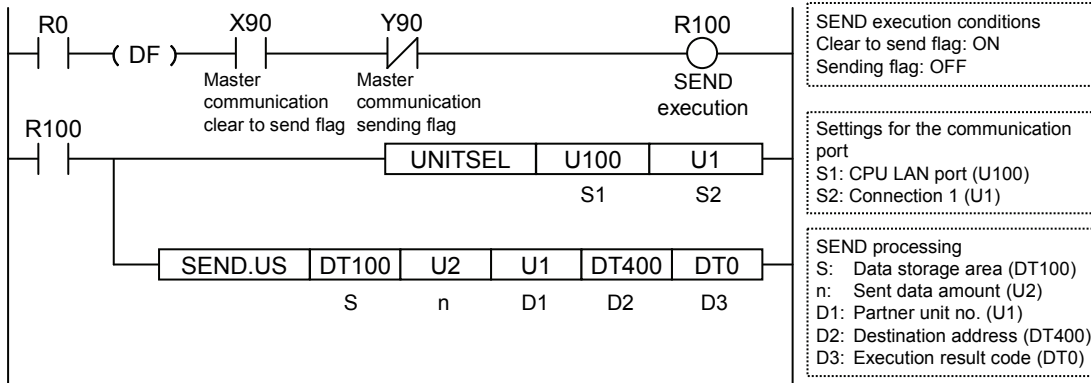 R0
DF
X90
Y90
R100
Master
communication
clear to send flag
Master
communication
sending flag
SEND
execution
SEND execution conditions
Clear to send flag: ON
Sending flag: OFF
R100
UNITSEL U100 U1
S1 S2
Settings for the communication
port
S1: CPU LAN port (U100)
S2: Connection 1 (U1)
SEND.US DT100 U2 U1 DT400 DT0
S n D1 D2 D3
SEND processing
S: Data storage area (DT100)
n: Sent data amount (U2)
D1: Partner unit no. (U1)
D2: Destination address (DT400)
D3: Execution result code (DT0)